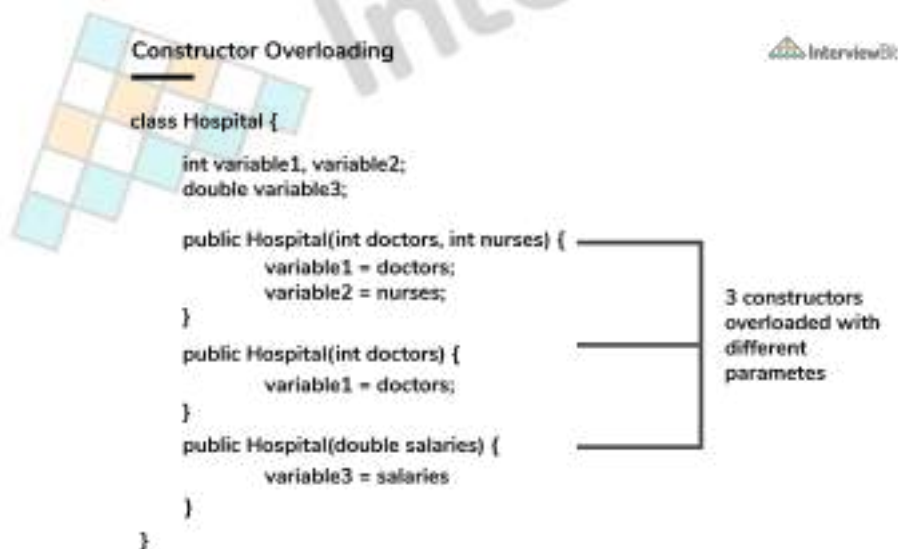 Constructor Overloading
InterviewBit
class Hospital {
int variable1, variable2;
double variable3;
public Hospital(int doctors, int nurses) {
variable1 = doctors;
variable2 = nurses;
}
public Hospital(int doctors) {
variable1 = doctors;
}
public Hospital(double salaries) {
variable3 = salaries
}
}
3 constructors
overloaded with
different
parametes